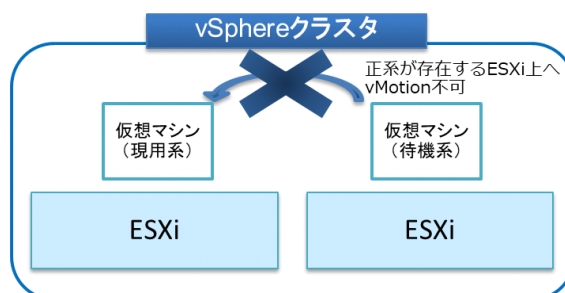 vSphereクラスタ
正系が存在するESXi上へ
vMotion不可
仮想マシン
（現用系）
仮想マシン
（待機系）
ESXi
ESXi